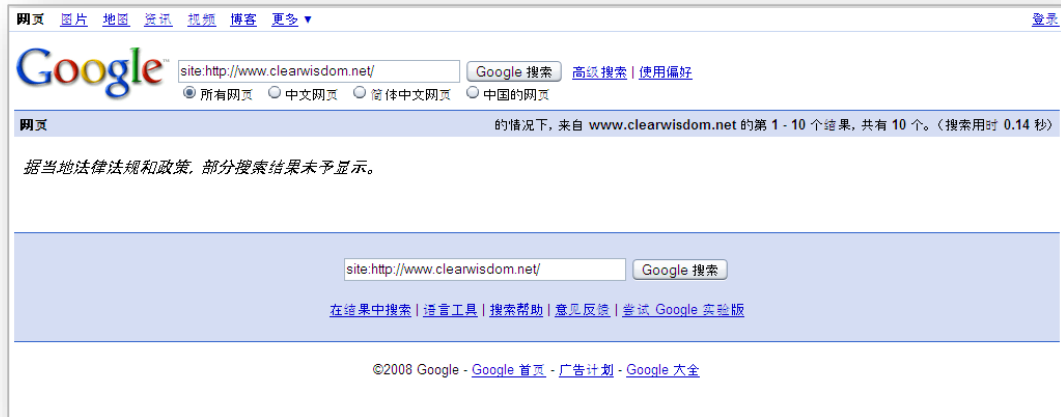 网页 图片 地图 资讯 视频 博客 更多 ▼ 登录
Google™ site:http://www.clearwisdom.net/ Google 搜索 高级搜索 | 使用偏好
所有网页 中文网页 简体中文网页 中国的网页
网页 的情况下, 来自 www.clearwisdom.net 的第 1 - 10 个结果, 共有 10 个。(搜索用时 0.14 秒)
据当地法律法规和政策, 部分搜索结果未予显示。
site:http://www.clearwisdom.net/ Google 搜索
在结果中搜索 | 语言工具 | 搜索帮助 | 意见反馈 | 尝试 Google 实验版
©2008 Google - Google 首页 - 广告计划 - Google 大全